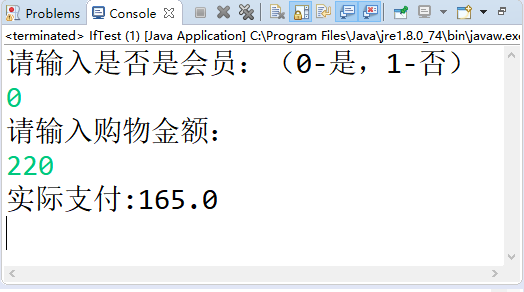 Problems Console
<terminated> IfTest (1) [Java Application] C:\Program Files\Java\jre1.8.0_74\bin\javaw.exe
请输入是否是会员：（0-是，1-否）
0
请输入购物金额：
220
实际支付:165.0